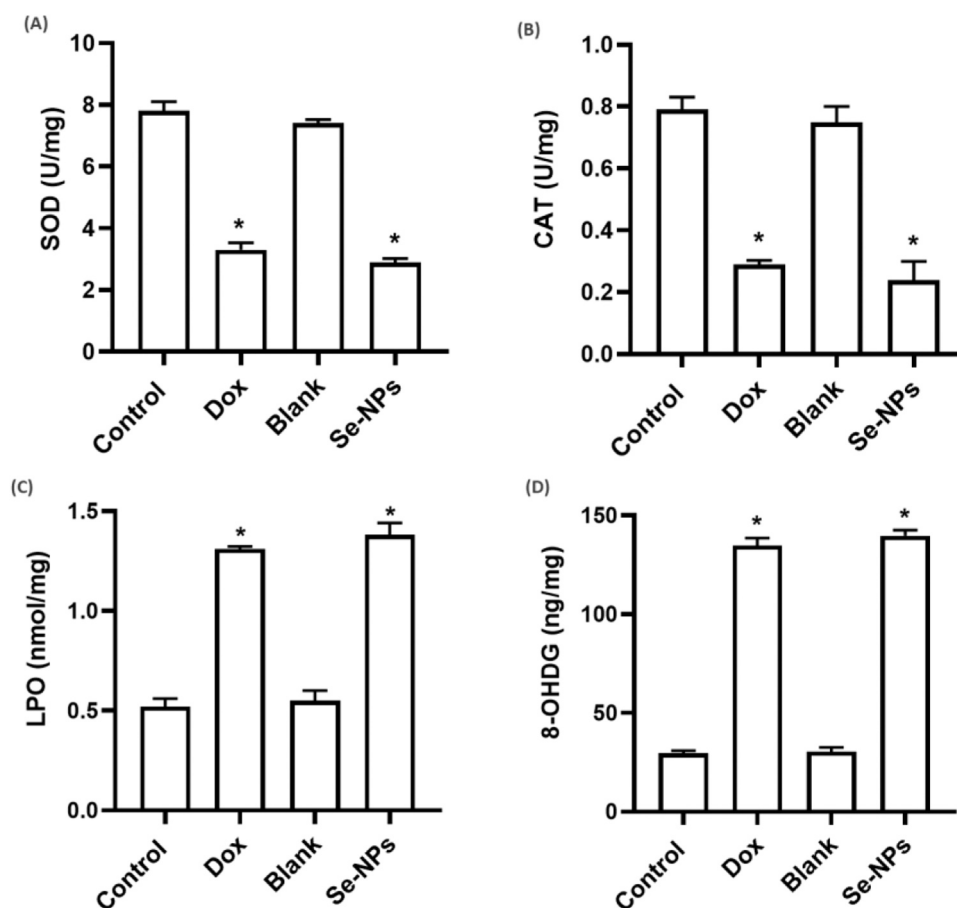 (A)
SOD (U/mg)
10
8
6
4
2
0
*
*
Control
Dox
Blank
Se-NPs
(B)
CAT (U/mg)
1.0
0.8
0.6
0.4
0.2
0.0
*
*
Control
Dox
Blank
Se-NPs
(C)
LPO (nmol/mg)
1.5
1.0
0.5
0.0
*
*
Control
Dox
Blank
Se-NPs
(D)
8-OHDG (ng/mg)
150
100
50
0
*
*
Control
Dox
Blank
Se-NPs